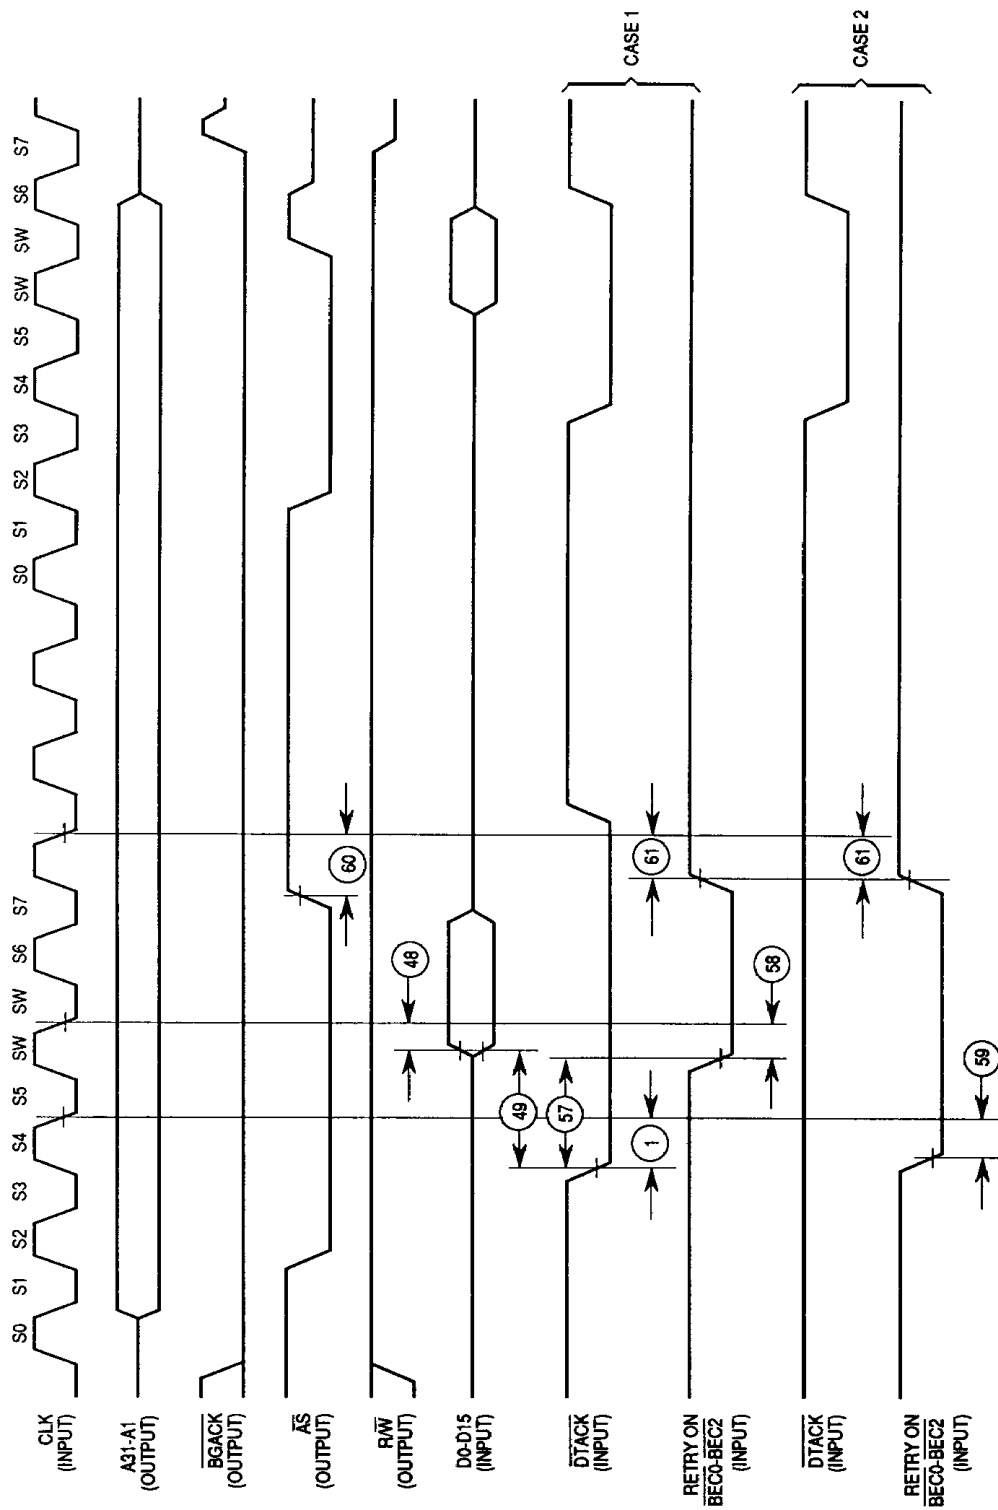 S0 S1 S2 S3 S4 S5 SW SW S6 S7 S0 S1 S2 S3 S4 S5 SW SW S6 S7
CLK
(INPUT)
A31-A1
(OUTPUT)
BGACK
(OUTPUT)
AS
(OUTPUT)
60
R/W
(OUTPUT)
48
D0-D15
(INPUT)
49
57
DTACK
(INPUT)
1
61
CASE 1
RETRY ON
BEC0-BEC2
(INPUT)
58
DTACK
(INPUT)
61
CASE 2
RETRY ON
BEC0-BEC2
(INPUT)
59